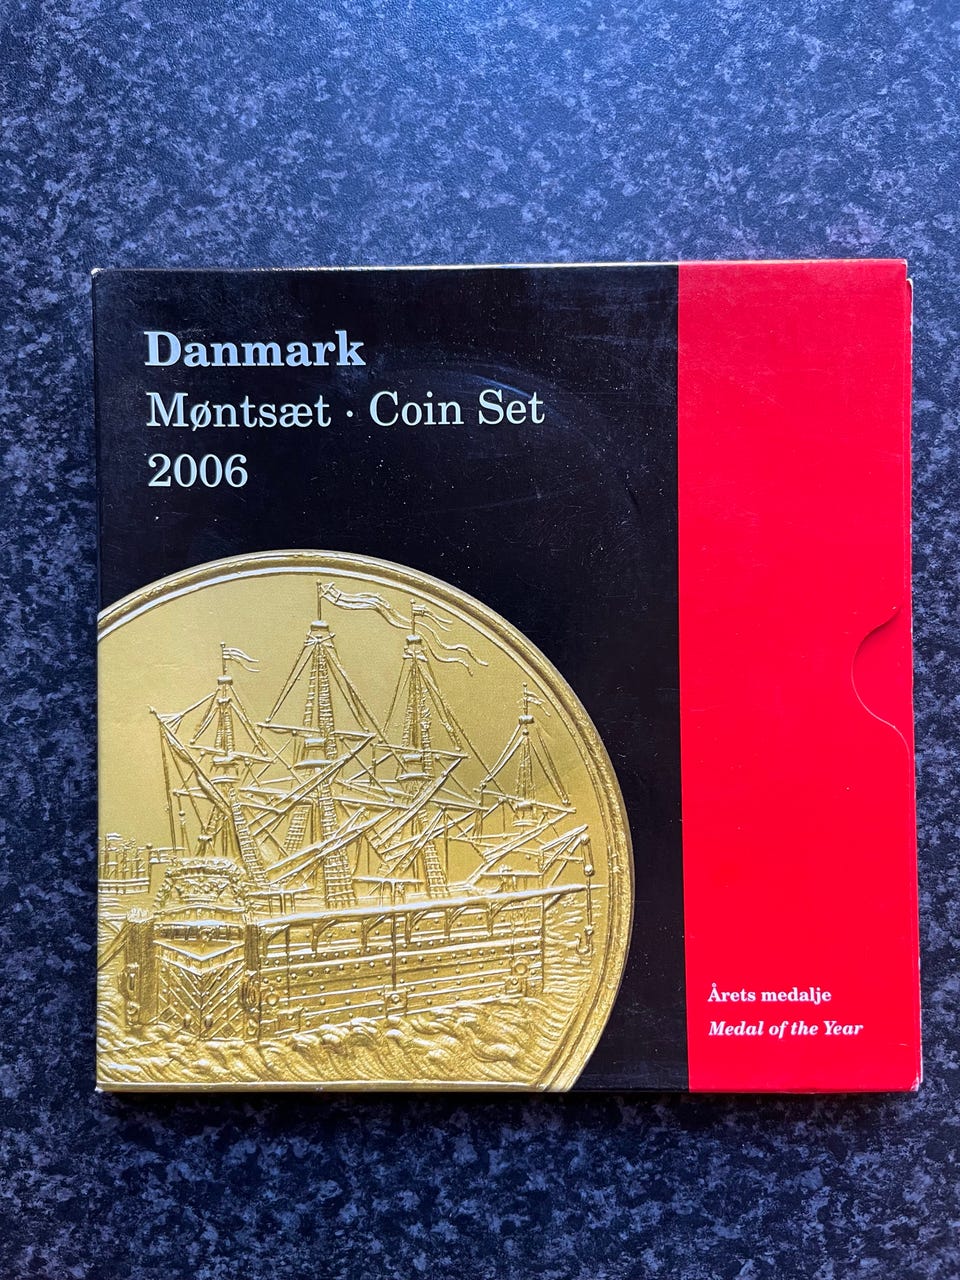 Danmark
Møntsæt · Coin Set
2006
Årets medalje
Medal of the Year